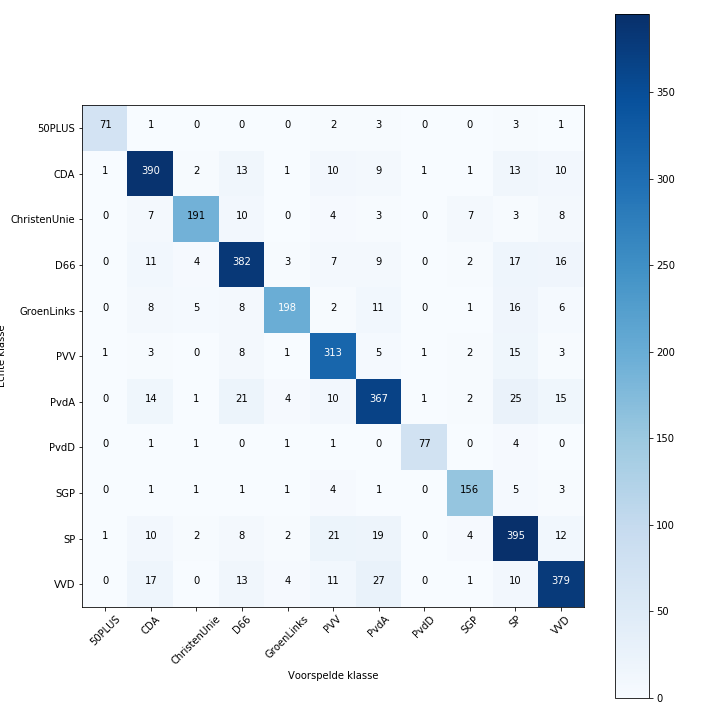 50PLUS 71 1 0 0 0 2 3 0 0 3 1
CDA 1 390 2 13 1 10 9 1 1 13 10
ChristenUnie 0 7 191 10 0 4 3 0 7 3 8
D66 0 11 4 382 3 7 9 0 2 17 16
GroenLinks 0 8 5 8 198 2 11 0 1 16 6
PVV 1 3 0 8 1 313 5 1 2 15 3
PvdA 0 14 1 21 4 10 367 1 2 25 15
PvdD 0 1 1 0 1 1 0 77 0 4 0
SGP 0 1 1 1 1 4 1 0 156 5 3
SP 1 10 2 8 2 21 19 0 4 395 12
VVD 0 17 0 13 4 11 27 0 1 10 379
50PLUS CDA ChristenUnie D66 GroenLinks PVV PvdA PvdD SGP SP VVD
Voorspelde klasse
350
300
250
200
150
100
50
0